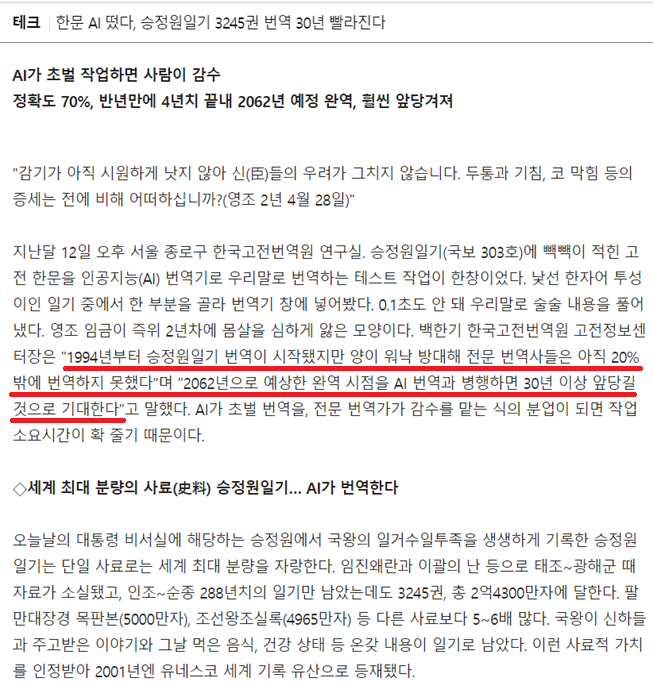 테크 한문 AI 떴다, 승정원일기 3245권 번역 30년 빨라진다
AI가 초벌 작업하면 사람이 감수
정확도 70%, 반년만에 4년치 끝내 2062년 예정 완역, 훨씬 앞당겨져
"감기가 아직 시원하게 낫지 않아 신(臣)들의 우려가 그치지 않습니다. 두통과 기침, 코 막힘 등의
증세는 전에 비해 어떠하십니까?(영조 2년 4월 28일)"
지난달 12일 오후 서울 종로구 한국고전번역원 연구실. 승정원일기(국보 303호)에 빽빽이 적힌 고
전 한문을 인공지능(AI) 번역기로 우리말로 번역하는 테스트 작업이 한창이었다. 낯선 한자어 투성
이인 일기 중에서 한 부분을 골라 번역기 창에 넣어봤다. 0.1초도 안 돼 우리말로 술술 내용을 풀어
냈다. 영조 임금이 즉위 2년차에 몸살을 심하게 앓은 모양이다. 백한기 한국고전번역원 고전정보센
터장은 "1994년부터 승정원일기 번역이 시작됐지만 양이 워낙 방대해 전문 번역사들은 아직 20%
밖에 번역하지 못했다"며 "2062년으로 예상한 완역 시점을 AI 번역과 병행하면 30년 이상 앞당길
것으로 기대한다"고 말했다. AI가 초벌 번역을, 전문 번역가가 감수를 맡는 식의 분업이 되면 작업
소요시간이 확 줄기 때문이다.
◇세계 최대 분량의 사료(史料) 승정원일기... AI가 번역한다
오늘날의 대통령 비서실에 해당하는 승정원에서 국왕의 일거수일투족을 생생하게 기록한 승정원
일기는 단일 사료로는 세계 최대 분량을 자랑한다. 임진왜란과 이괄의 난 등으로 태조~광해군 때
자료가 소실됐고, 인조~순종 288년치의 일기만 남았는데도 3245권, 총 2억4300만자에 달한다. 팔
만대장경 목판본(5000만자), 조선왕조실록(4965만자) 등 다른 사료보다 5~6배 많다. 국왕이 신하들
과 주고받은 이야기와 그날 먹은 음식, 건강 상태 등 온갖 내용이 일기로 남았다. 이런 사료적 가치
를 인정받아 2001년엔 유네스코 세계 기록 유산으로 등재됐다.